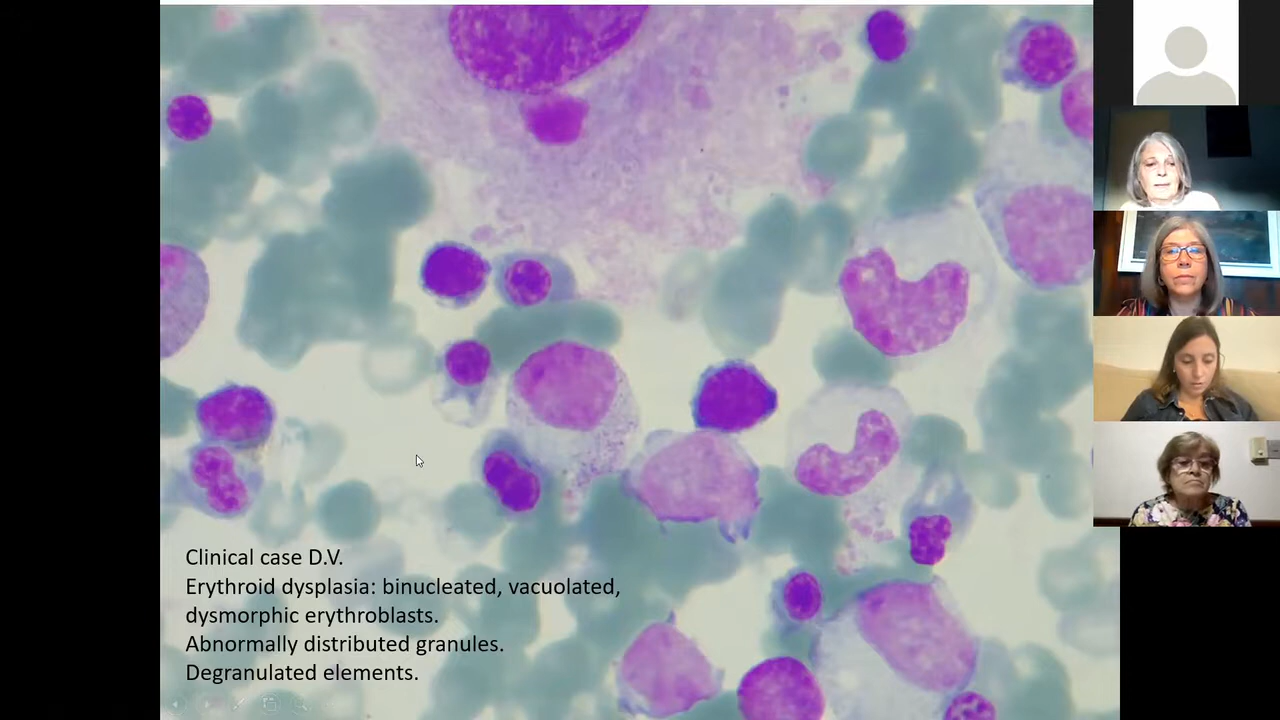 Clinical case D.V.
Erythroid dysplasia: binucleated, vacuolated,
dysmorphic erythroblasts.
Abnormally distributed granules.
Degranulated elements.